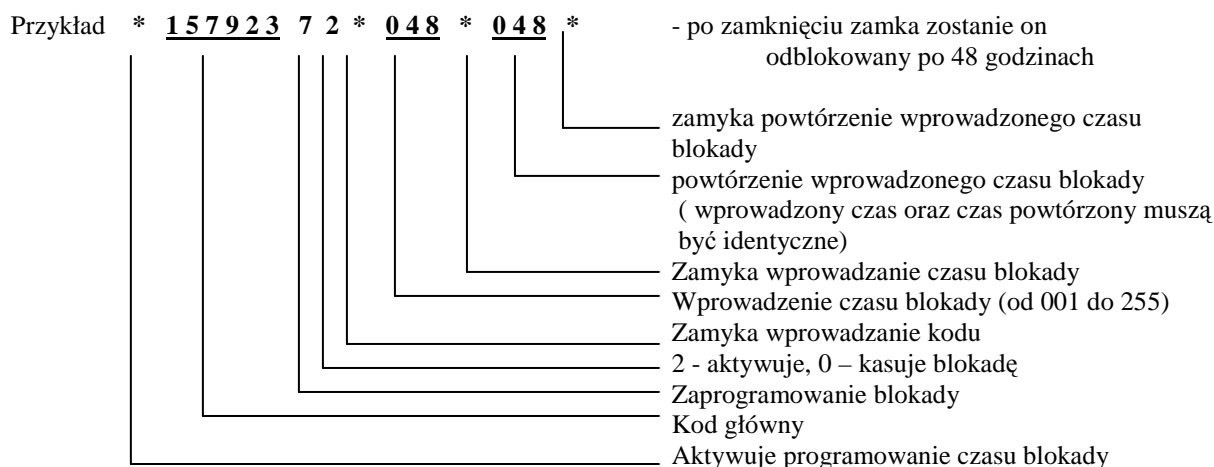 Przykład * 1 5 7 9 2 3 7 2 * 0 4 8 * 0 4 8 * - po zamknięciu zamka zostanie on
odblokowany po 48 godzinach
zamyka powtórzenie wprowadzonego czasu
blokady
powtórzenie wprowadzonego czasu blokady
( wprowadzony czas oraz czas powtórzony muszą
być identyczne)
Zamyka wprowadzanie czasu blokady
Wprowadzenie czasu blokady (od 001 do 255)
Zamyka wprowadzanie kodu
2 - aktywuje, 0 – kasuje blokadę
Zaprogramowanie blokady
Kod główny
Aktywuje programowanie czasu blokady